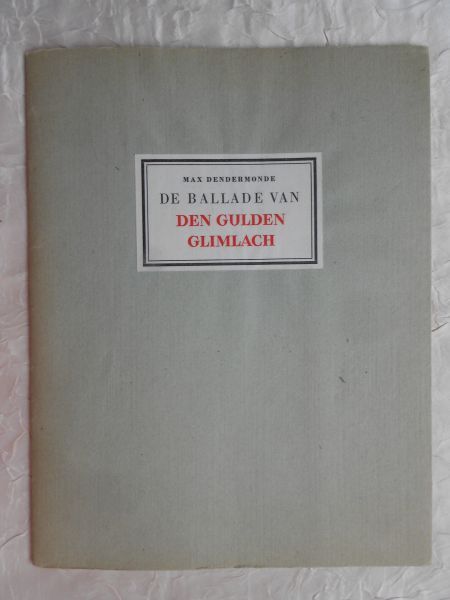 MAX DENDERMONDE
DE BALLADE VAN
DEN GULDEN
GLIMLACH